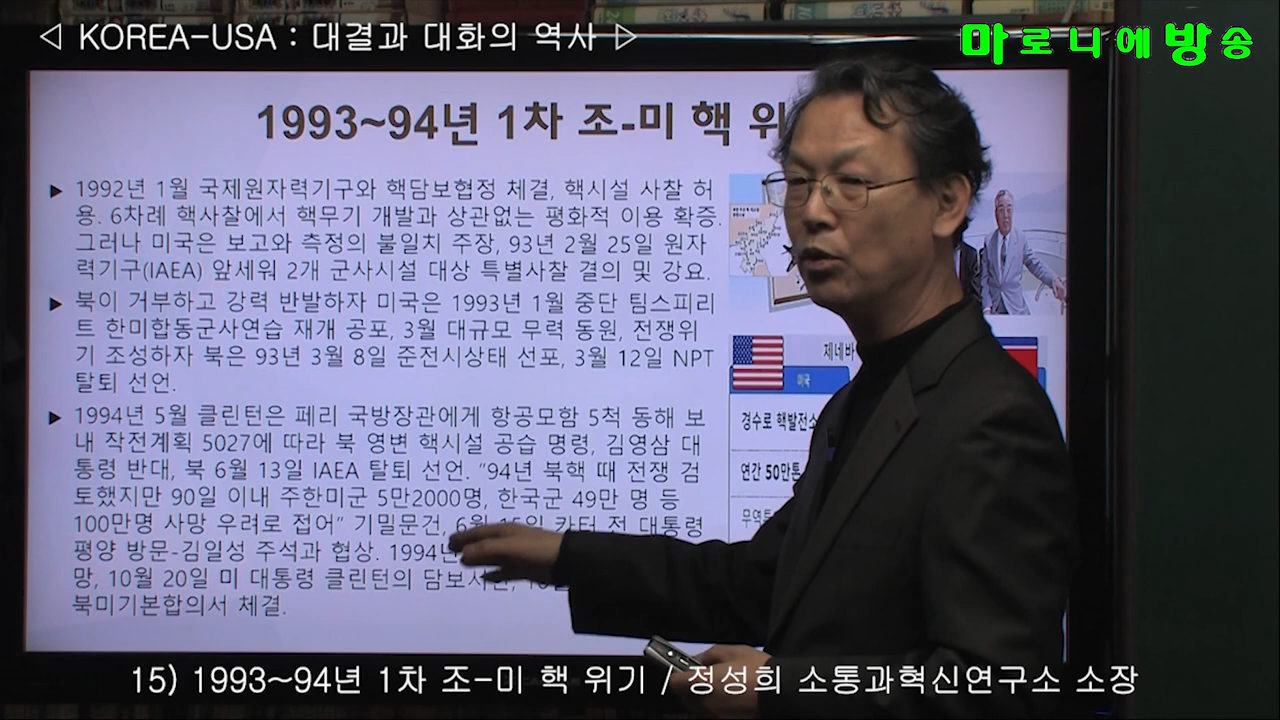 ◁ KOREA-USA : 대결과 대화의 역사 ▷
마로니에방송
1993~94년 1차 조-미 핵 위
▶ 1992년 1월 국제원자력기구와 핵담보협정 체결, 핵시설 사찰 허
용. 6차례 핵사찰에서 핵무기 개발과 상관없는 평화적 이용 확증.
그러나 미국은 보고와 측정의 불일치 주장, 93년 2월 25일 원자
력기구(IAEA) 앞세워 2개 군사시설 대상 특별사찰 결의 및 강요.
▶ 북이 거부하고 강력 반발하자 미국은 1993년 1월 중단 팀스피리
트 한미합동군사연습 재개 공포, 3월 대규모 무력 동원, 전쟁위
기 조성하자 북은 93년 3월 8일 준전시상태 선포, 3월 12일 NPT
탈퇴 선언.
▶ 1994년 5월 클린턴은 페리 국방장관에게 항공모함 5척 동해 보
내 작전계획 5027에 따라 북 영변 핵시설 공습 명령, 김영삼 대
통령 반대, 북 6월 13일 IAEA 탈퇴 선언. "94년 북핵 때 전쟁 검
토했지만 90일 이내 주한미군 5만2000명, 한국군 49만 명 등
100만명 사망 우려로 접어" 기밀문건, 6월 15일 카터 전 대통령
평양 방문-김일성 주석과 협상. 1994년
망, 10월 20일 미 대통령 클린턴의 담보서한,
북미기본합의서 체결.
제네바
미국
경수로 핵발전소
연간 50만톤
15) 1993~94년 1차 조-미 핵 위기 / 정성희 소통과혁신연구소 소장